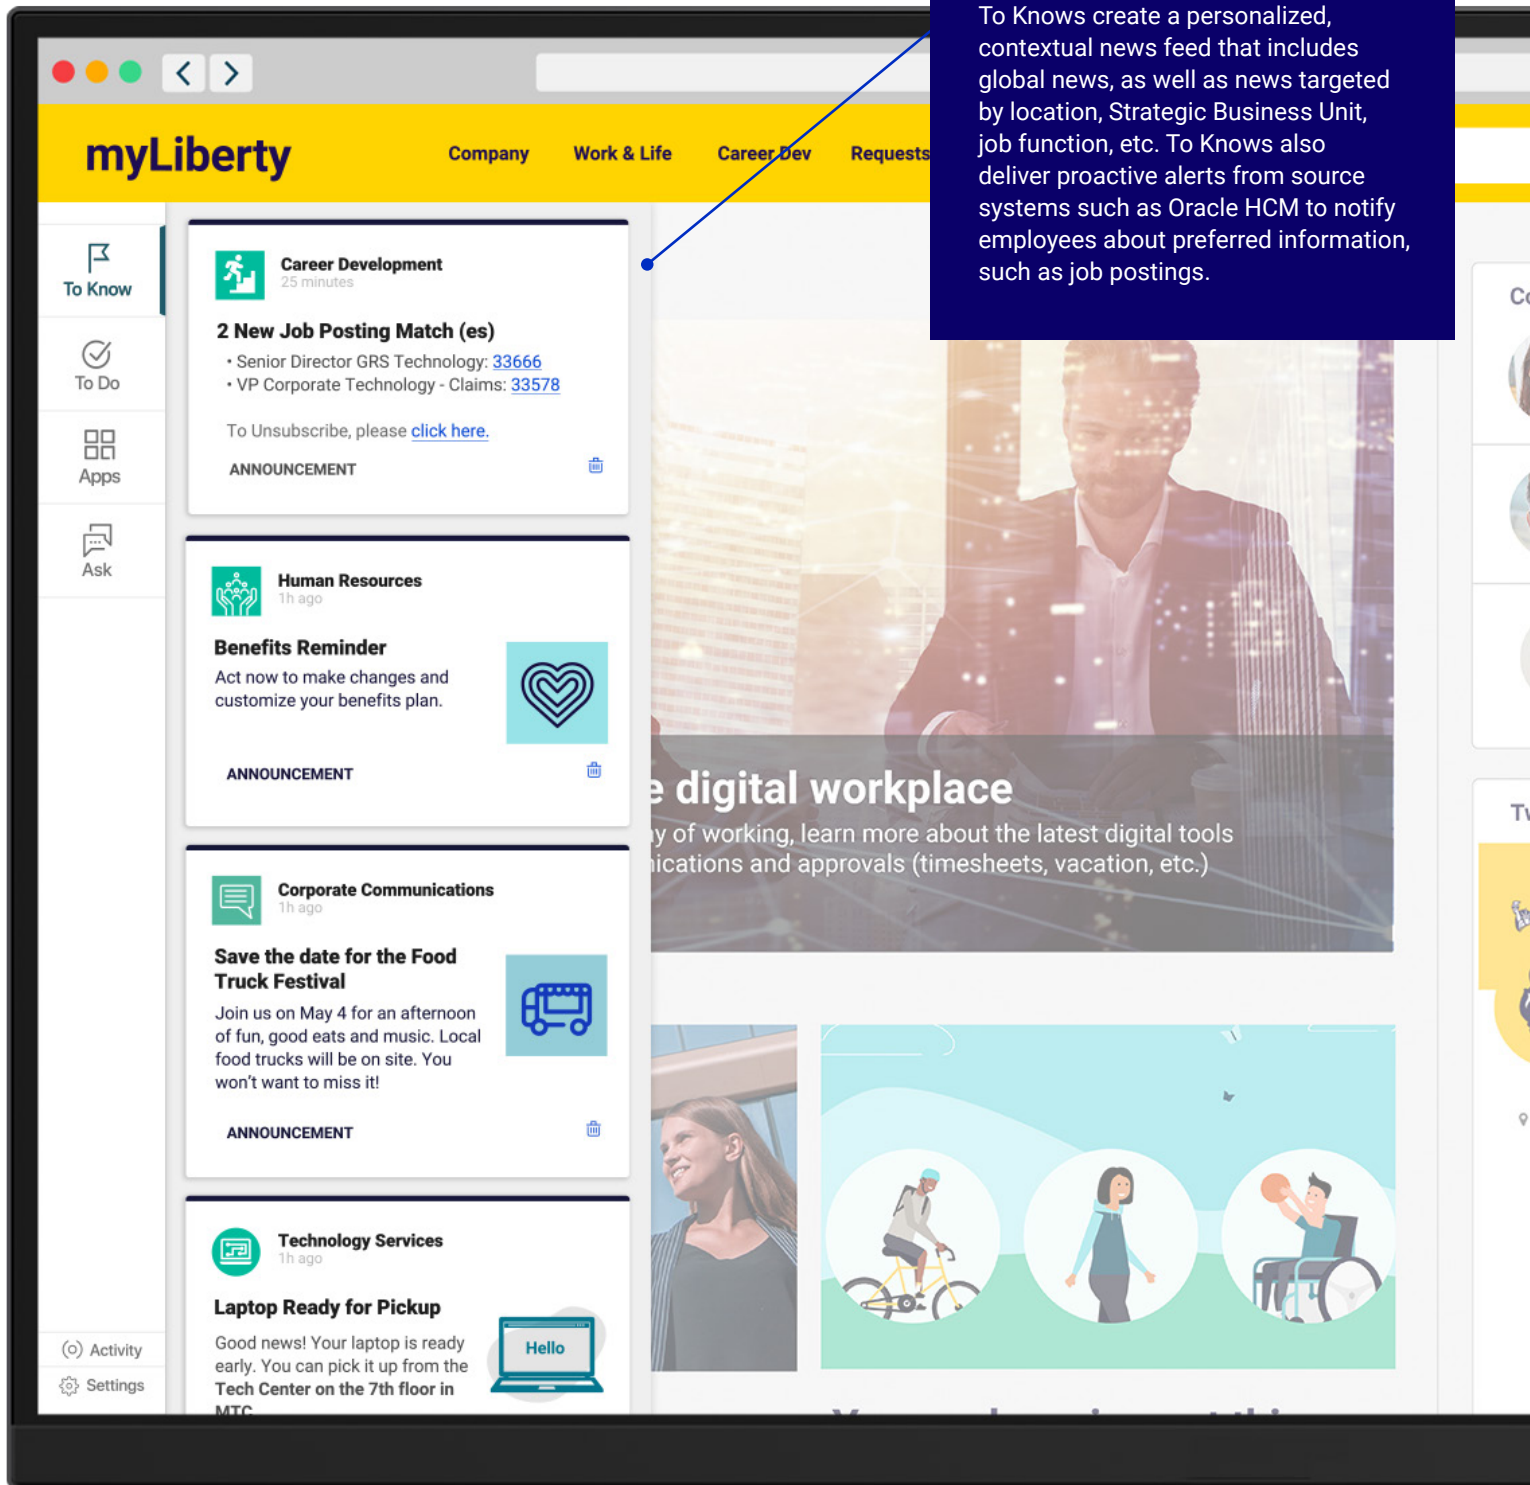 To Knows create a personalized,
contextual news feed that includes
global news, as well as news targeted
by location, Strategic Business Unit,
job function, etc. To Knows also
deliver proactive alerts from source
systems such as Oracle HCM to notify
employees about preferred information,
such as job postings.
myLiberty
Company Work & Life Career Dev Requests
To Know
To Do
Apps
Ask
Activity
Settings
Career Development
25 minutes
2 New Job Posting Match (es)
• Senior Director GRS Technology: 33666
• VP Corporate Technology - Claims: 33578
To Unsubscribe, please click here.
ANNOUNCEMENT
Human Resources
1h ago
Benefits Reminder
Act now to make changes and
customize your benefits plan.
ANNOUNCEMENT
Corporate Communications
1h ago
Save the date for the Food
Truck Festival
Join us on May 4 for an afternoon
of fun, good eats and music. Local
food trucks will be on site. You
won't want to miss it!
ANNOUNCEMENT
Technology Services
1h ago
Laptop Ready for Pickup
Good news! Your laptop is ready
early. You can pick it up from the
Tech Center on the 7th floor in
MTC
Hello
digital workplace
of working, learn more about the latest digital tools
and approvals (timesheets, vacation, etc.)